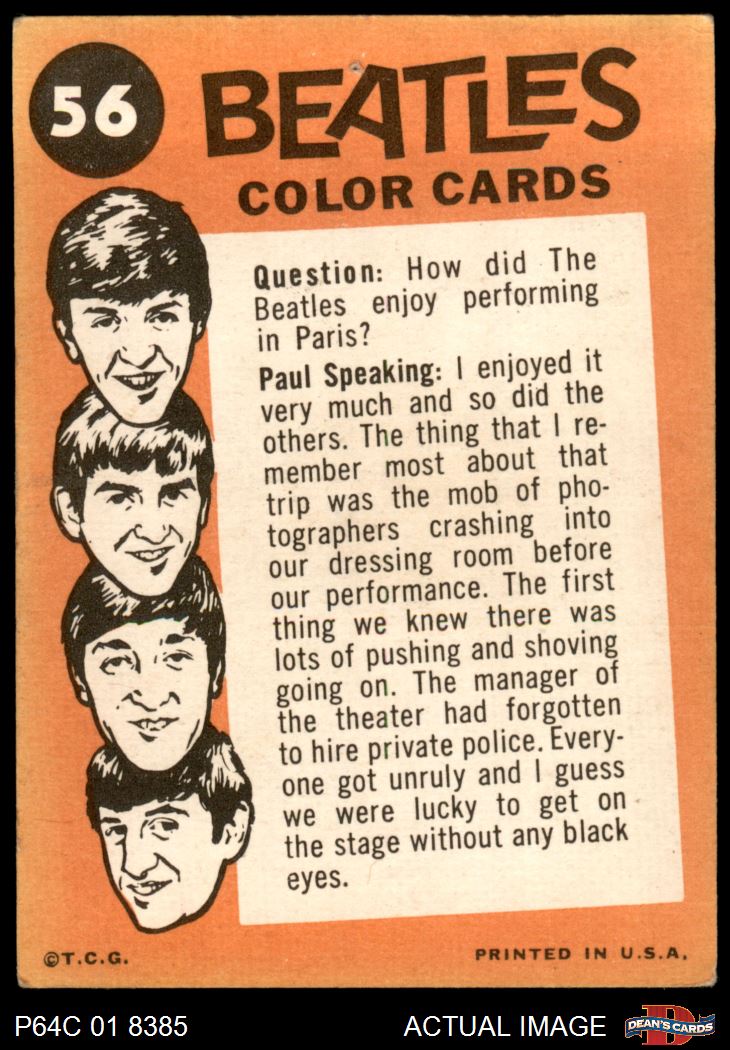 56
BEATLES
COLOR CARDS
Question: How did The
Beatles enjoy performing
in Paris?
Paul Speaking: I enjoyed it
very much and so did the
others. The thing that I re-
member most about that
trip was the mob of pho-
tographers crashing into
our dressing room before
our performance. The first
thing we knew there was
lots of pushing and shoving
going on. The manager of
the theater had forgotten
to hire private police. Every-
one got unruly and I guess
we were lucky to get on
the stage without any black
eyes.
©T.C.G.
PRINTED IN U.S.A.
P64C 01 8385
ACTUAL IMAGE
D
DEAN'S CARDS